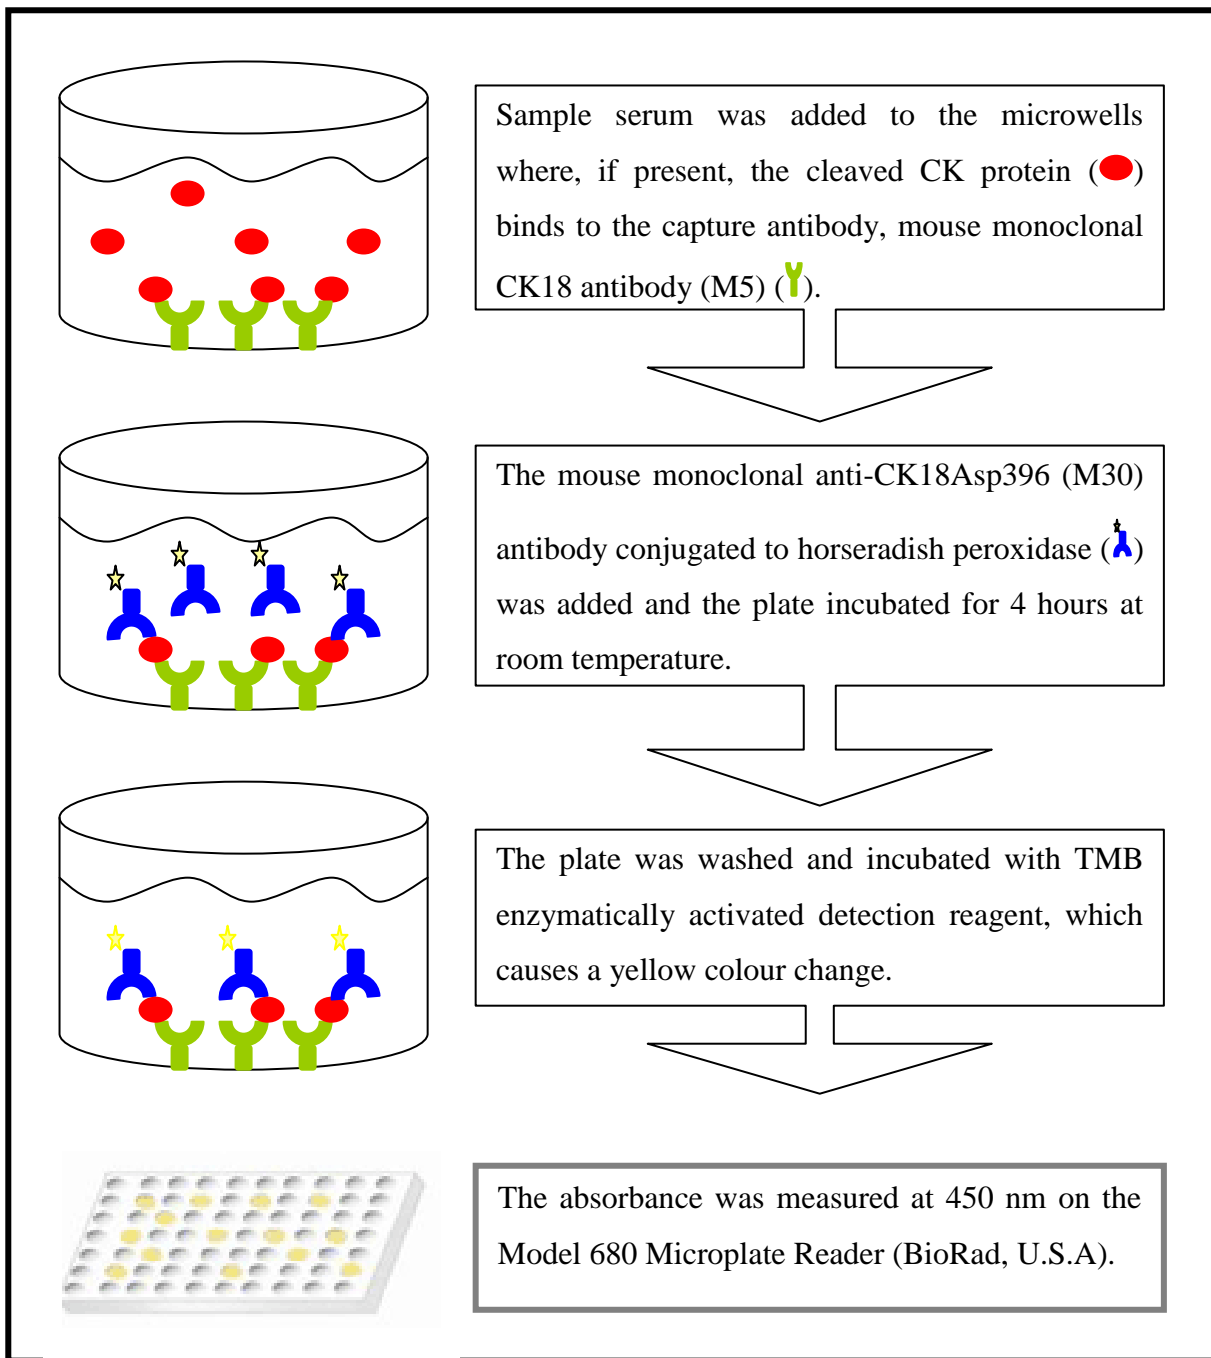 Sample serum was added to the microwells
where, if present, the cleaved CK protein ( )
binds to the capture antibody, mouse monoclonal
CK18 antibody (M5) ( ).
The mouse monoclonal anti-CK18Asp396 (M30)
antibody conjugated to horseradish peroxidase ( )
was added and the plate incubated for 4 hours at
room temperature.
The plate was washed and incubated with TMB
enzymatically activated detection reagent, which
causes a yellow colour change.
The absorbance was measured at 450 nm on the
Model 680 Microplate Reader (BioRad, U.S.A).